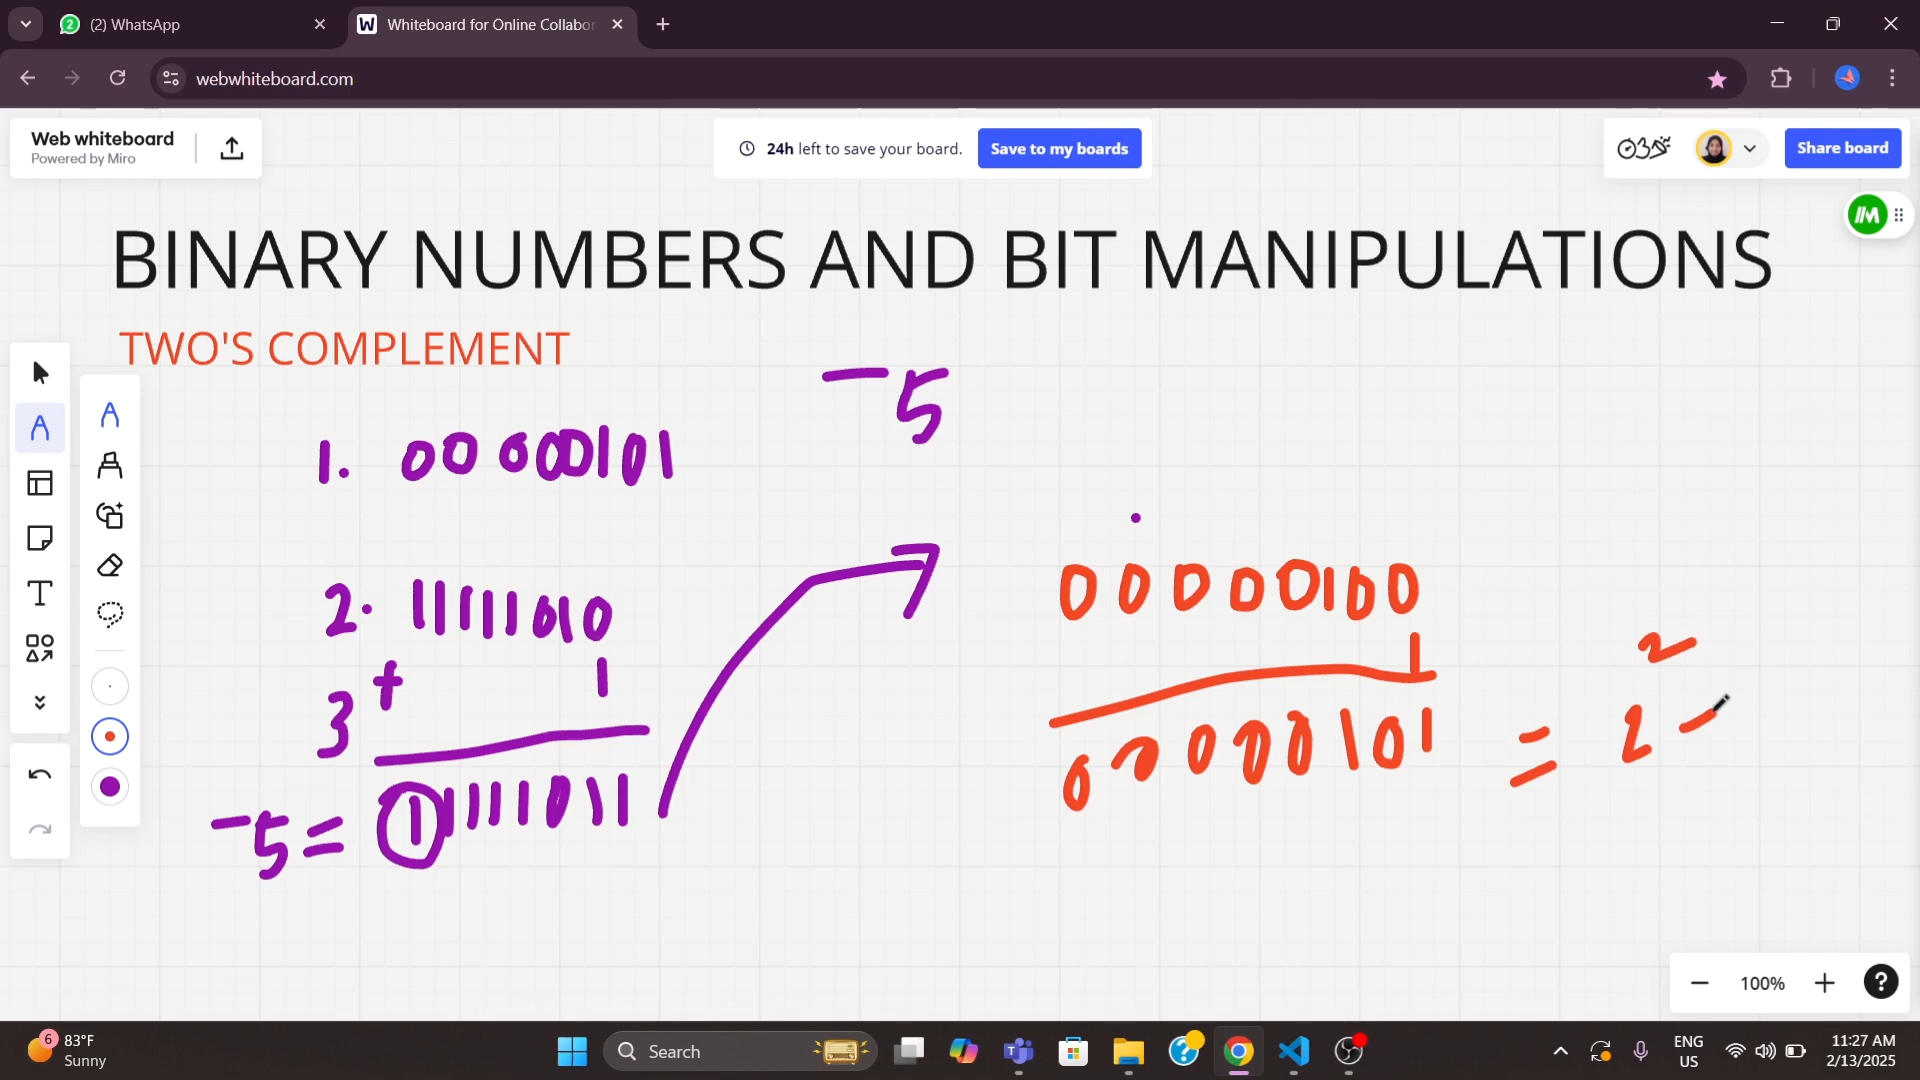 (2) WhatsApp
Whiteboard for Online Collabor
webwhiteboard.com
Web whiteboard
Powered by Miro
24h left to save your board.
Save to my boards
Share board
BINARY NUMBERS AND BIT MANIPULATIONS
TWO'S COMPLEMENT
-5
1. 00000101
2. 11111010
+ 1
3
-5 = 11111011
00000100
1
00000101 = 2
2
100%
?
6
83°F
Sunny
Search
ENG
US
11:27 AM
2/13/2025